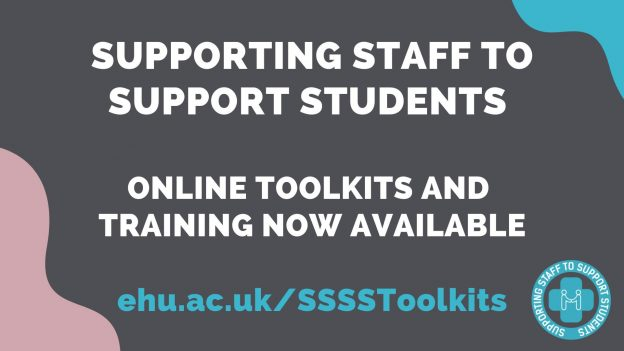 SUPPORTING STAFF TO
SUPPORT STUDENTS
ONLINE TOOLKITS AND
TRAINING NOW AVAILABLE
ehu.ac.uk/SSSSToolkits
SUPPORTING STAFF TO SUPPORT STUDENTS